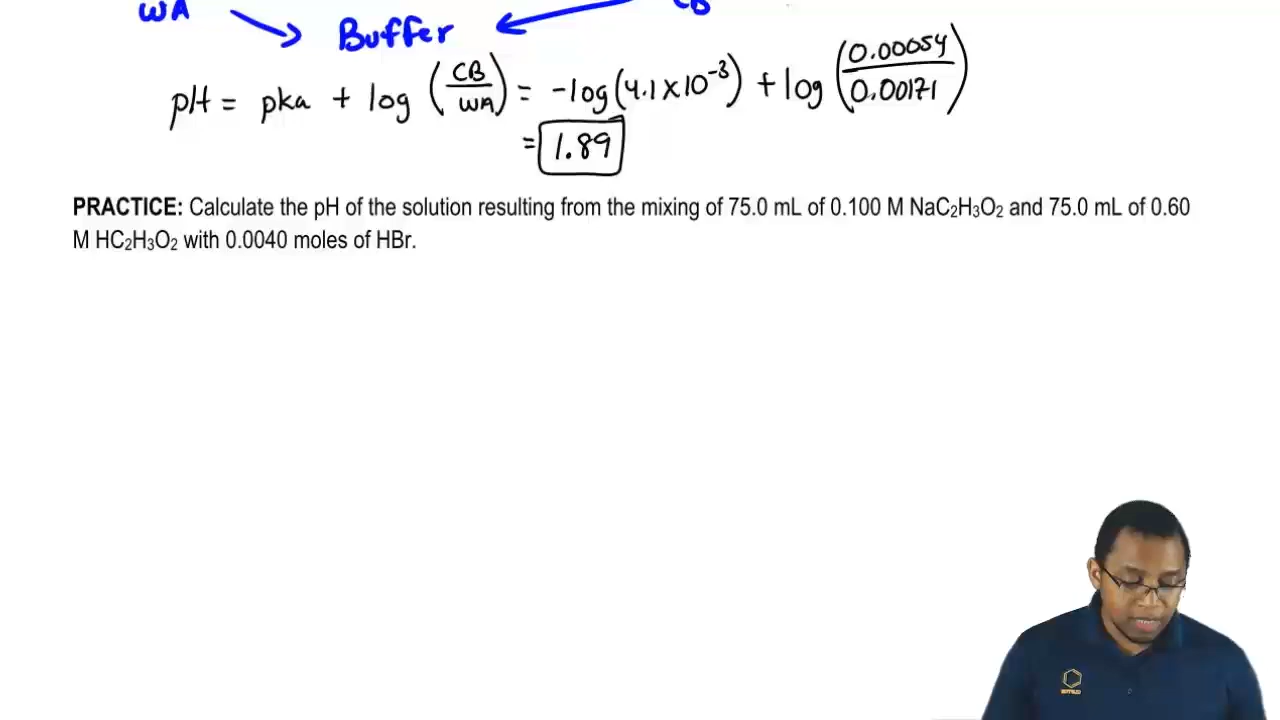 WA
CB
Buffer
pH = pka + log (CB/WA) = -log(4.1x10⁻³) + log (0.00054/0.00171)
= 1.89
PRACTICE: Calculate the pH of the solution resulting from the mixing of 75.0 mL of 0.100 M NaC₂H₃O₂ and 75.0 mL of 0.60
M HC₂H₃O₂ with 0.0040 moles of HBr.